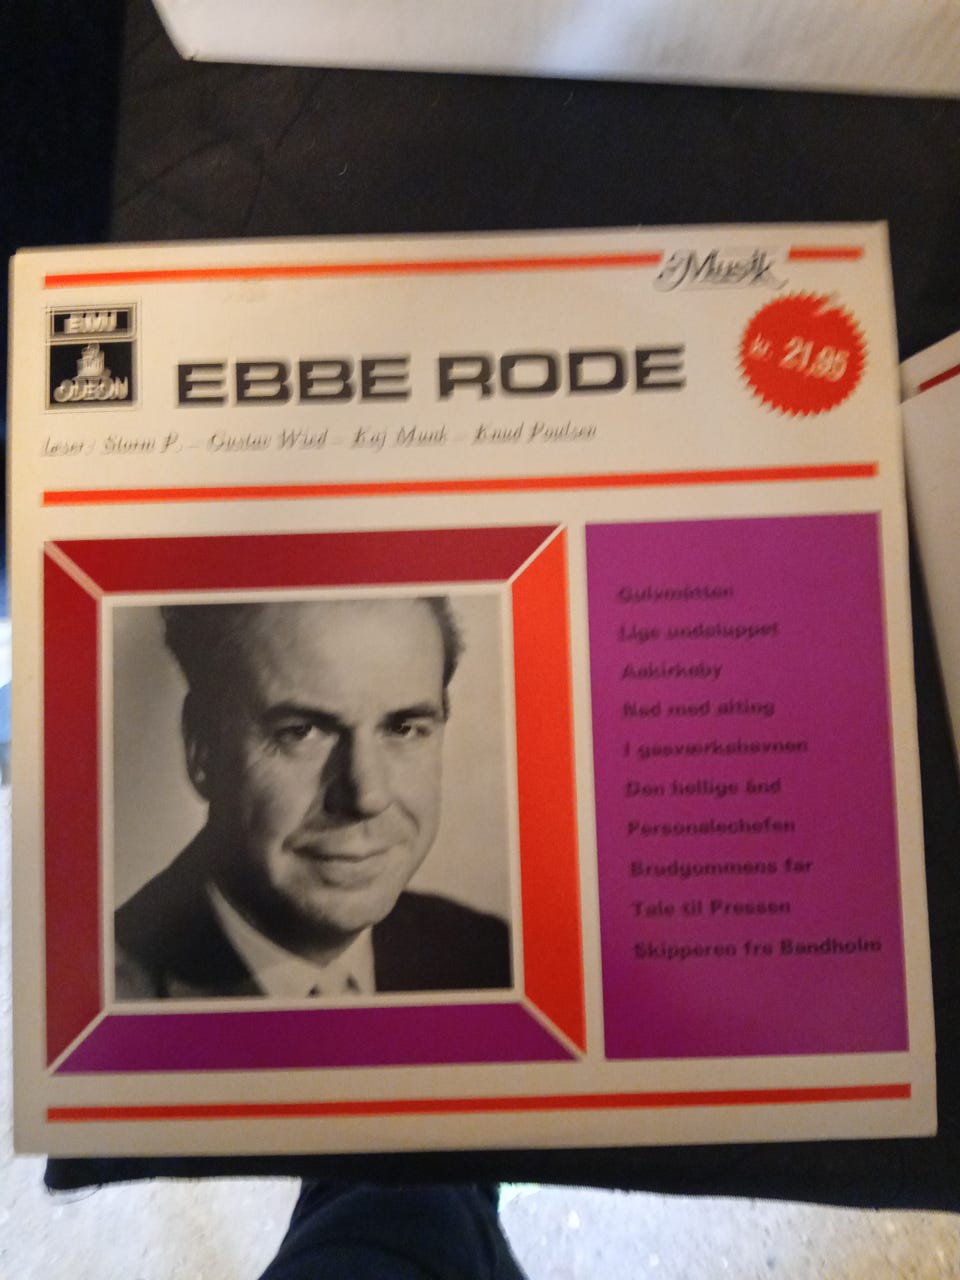 Musik
EMI
ODEON
EBBE RODE
kr. 21,95
læser: Storm P. – Gustav Wied – Kaj Munk – Knud Poulsen
Gulvmåtten
Lige undsluppet
Aakirkeby
Ned med alting
I gasværkshavnen
Den hellige ånd
Personalechefen
Brudgommens far
Tale til Pressen
Skipperen fra Bandholm